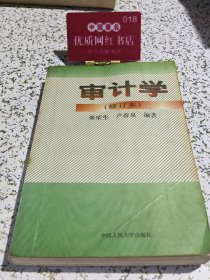 018
优质网红书店
审计学
(修订本)
秦荣生 卢春泉 编著
中国人民大学出版社